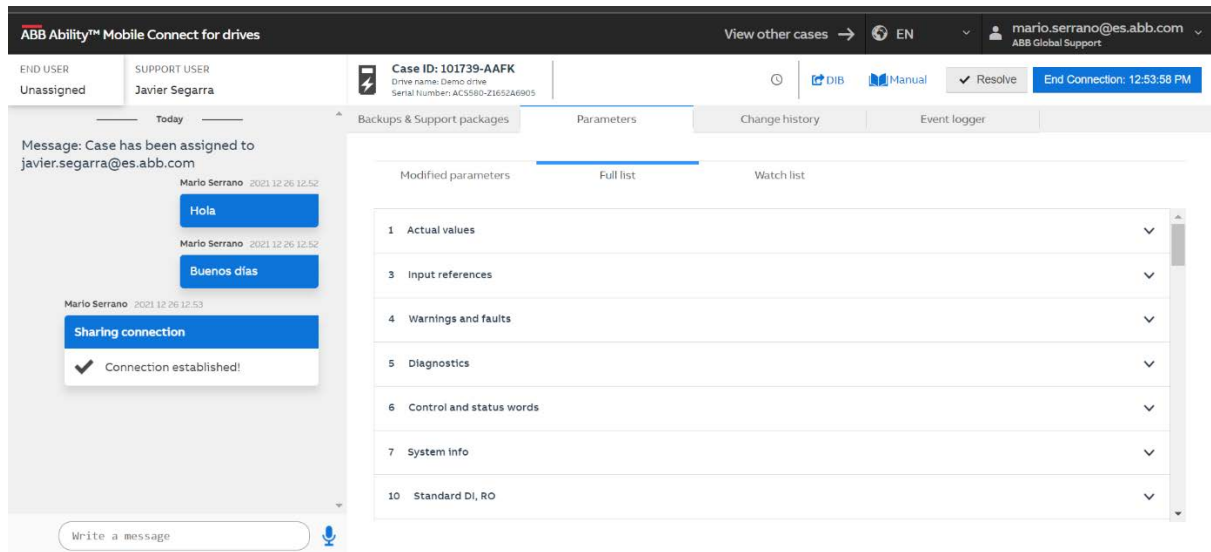 ABB Ability™ Mobile Connect for drives
View other cases →
EN
mario.serrano@es.abb.com
ABB Global Support
END USER
Unassigned
SUPPORT USER
Javier Segarra
Case ID: 101739-AAFK
Drive name: Demo drive
Serial Number: ACS580-Z1652A6905
DIB
Manual
Resolve
End Connection: 12:53:58 PM
Today
Message: Case has been assigned to
javier.segarra@es.abb.com
Mario Serrano 2021 12 26 12.52
Hola
Mario Serrano 2021 12 26 12.52
Buenos días
Mario Serrano 2021 12 26 12.53
Sharing connection
Connection established!
Write a message
Backups & Support packages
Parameters
Change history
Event logger
Modified parameters
Full list
Watch list
1 Actual values
3 Input references
4 Warnings and faults
5 Diagnostics
6 Control and status words
7 System info
10 Standard DI, RO